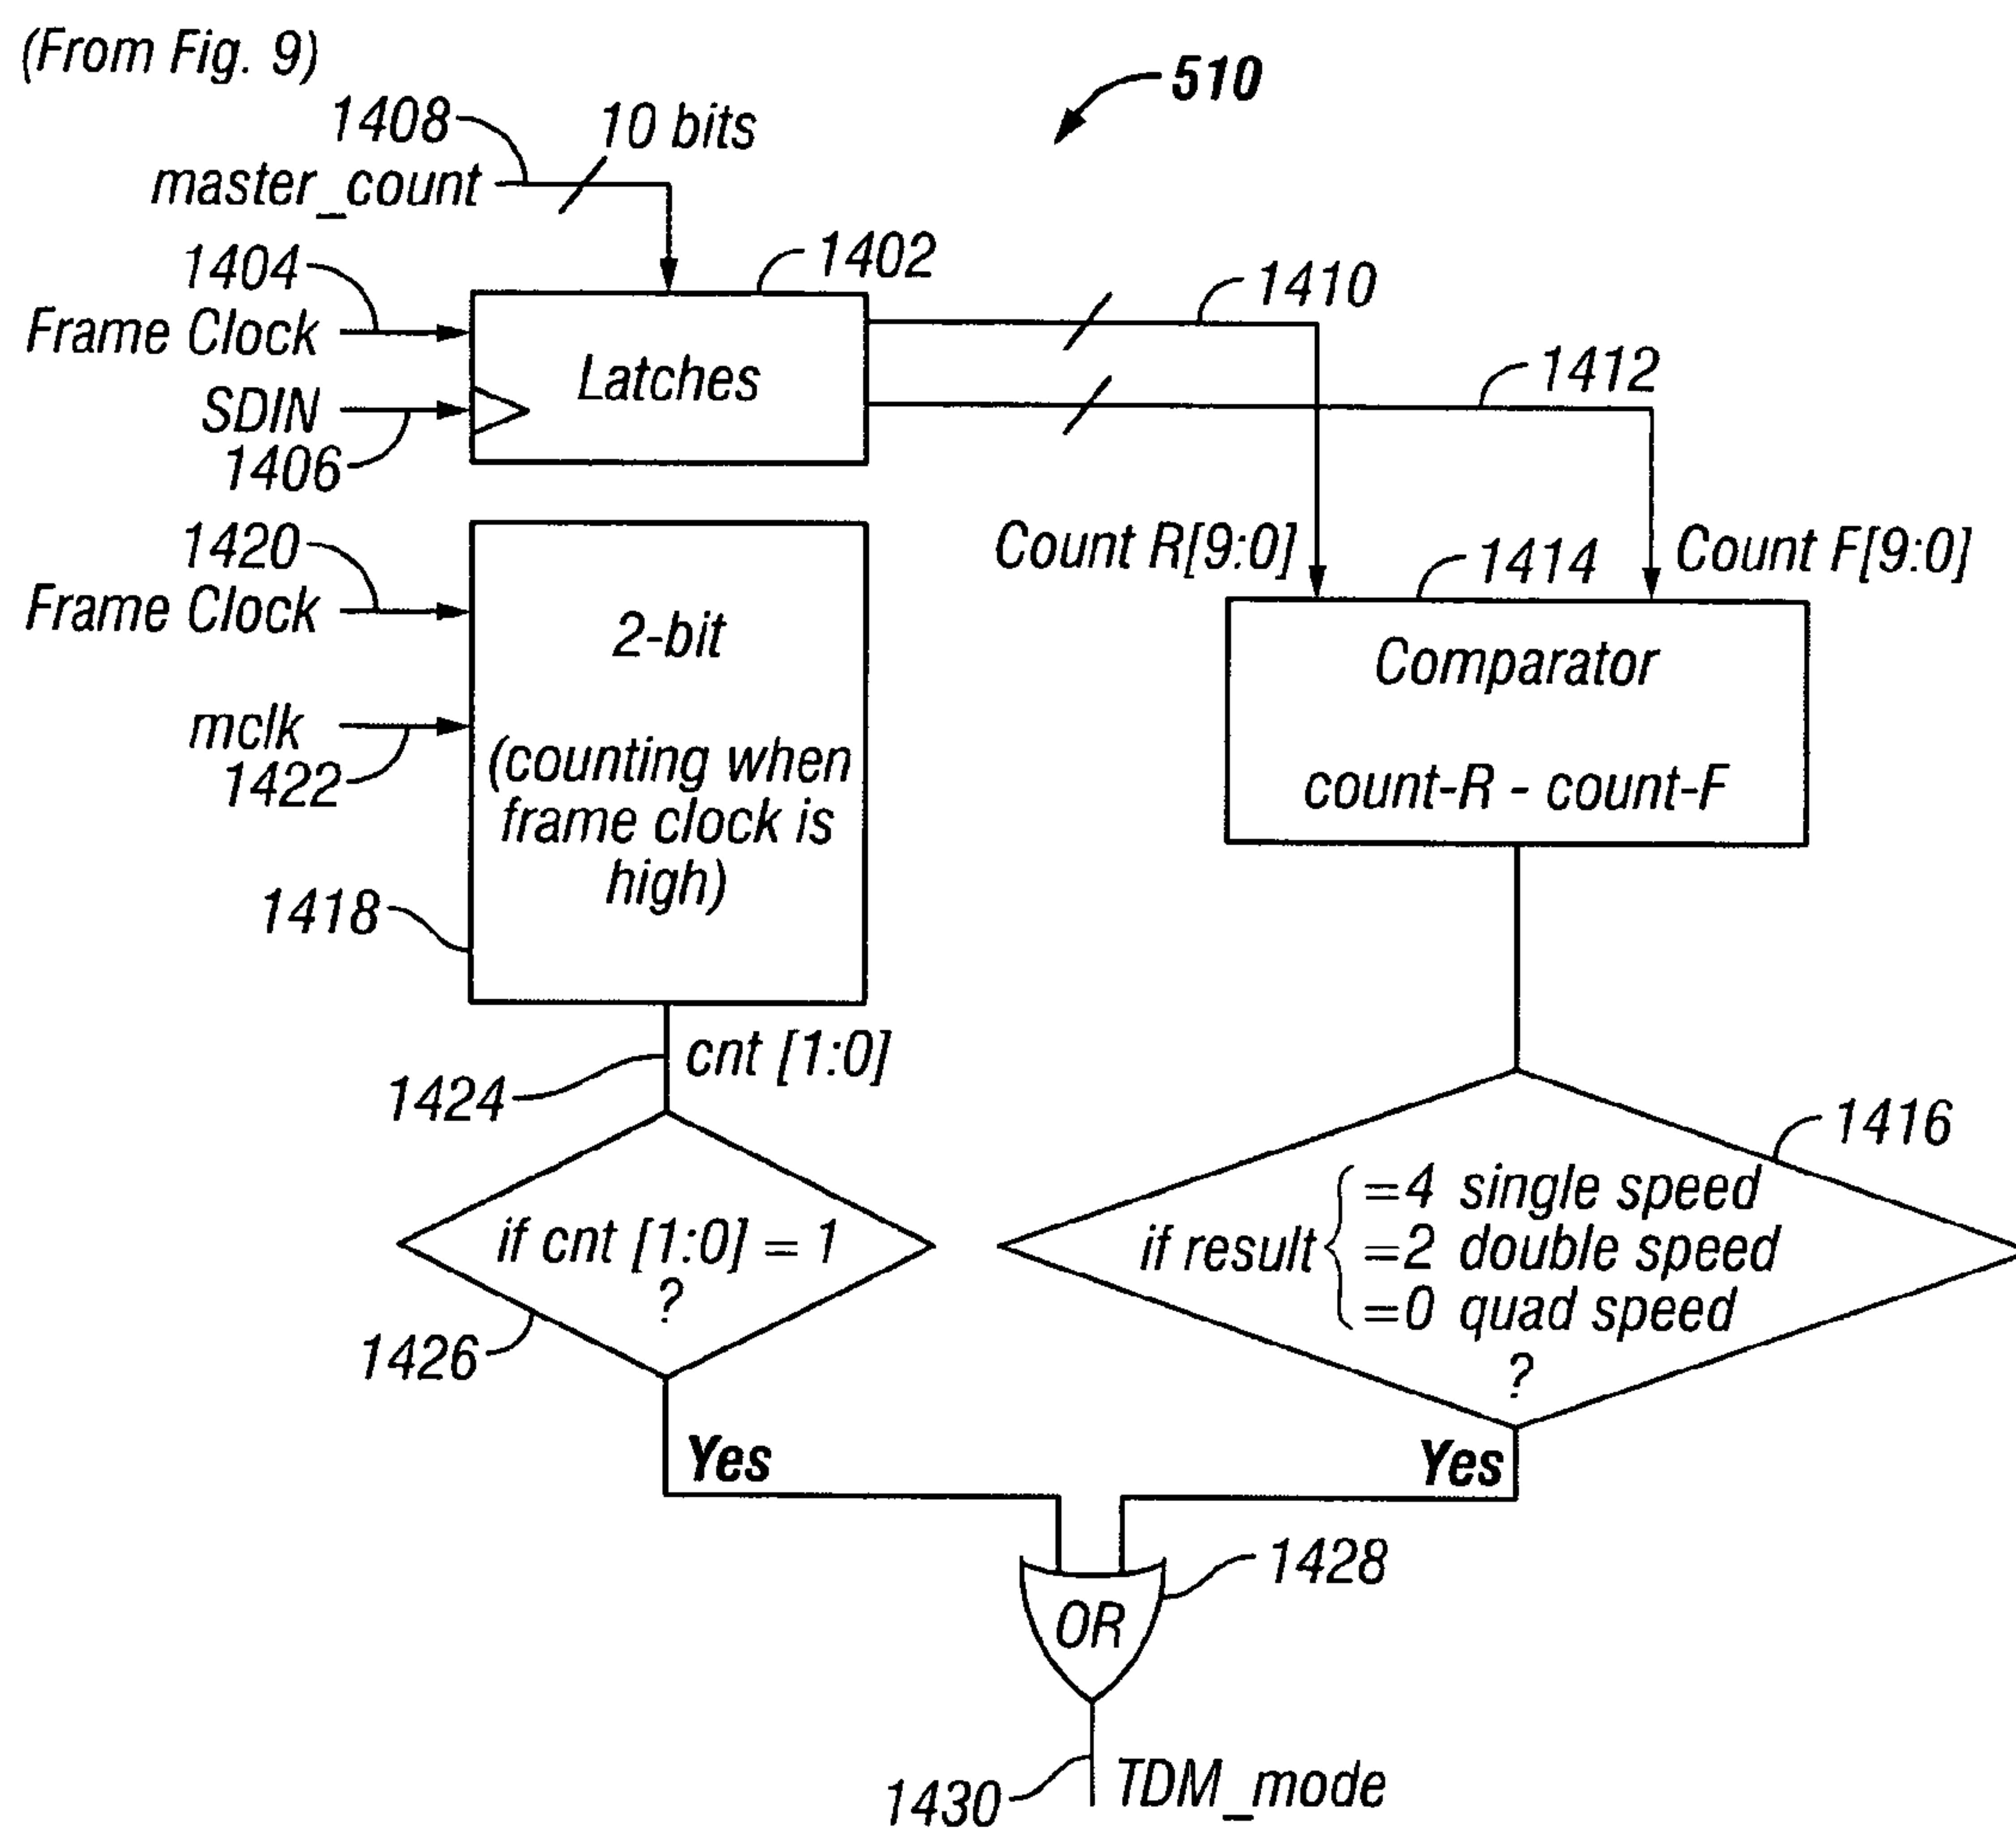 (From Fig. 9)
510
1408
10 bits
master_count
1404
1402
1410
Frame Clock
Latches
1412
SDIN
1406
1420
Count R[9:0]
1414
Count F[9:0]
Frame Clock
2-bit
Comparator
mclk
1422
(counting when
frame clock is
high)
count-R - count-F
1418
cnt [1:0]
1424
1416
if cnt [1:0] = 1
?
1426
if result
=4 single speed
=2 double speed
=0 quad speed
?
Yes
Yes
1428
OR
1430
TDM_mode